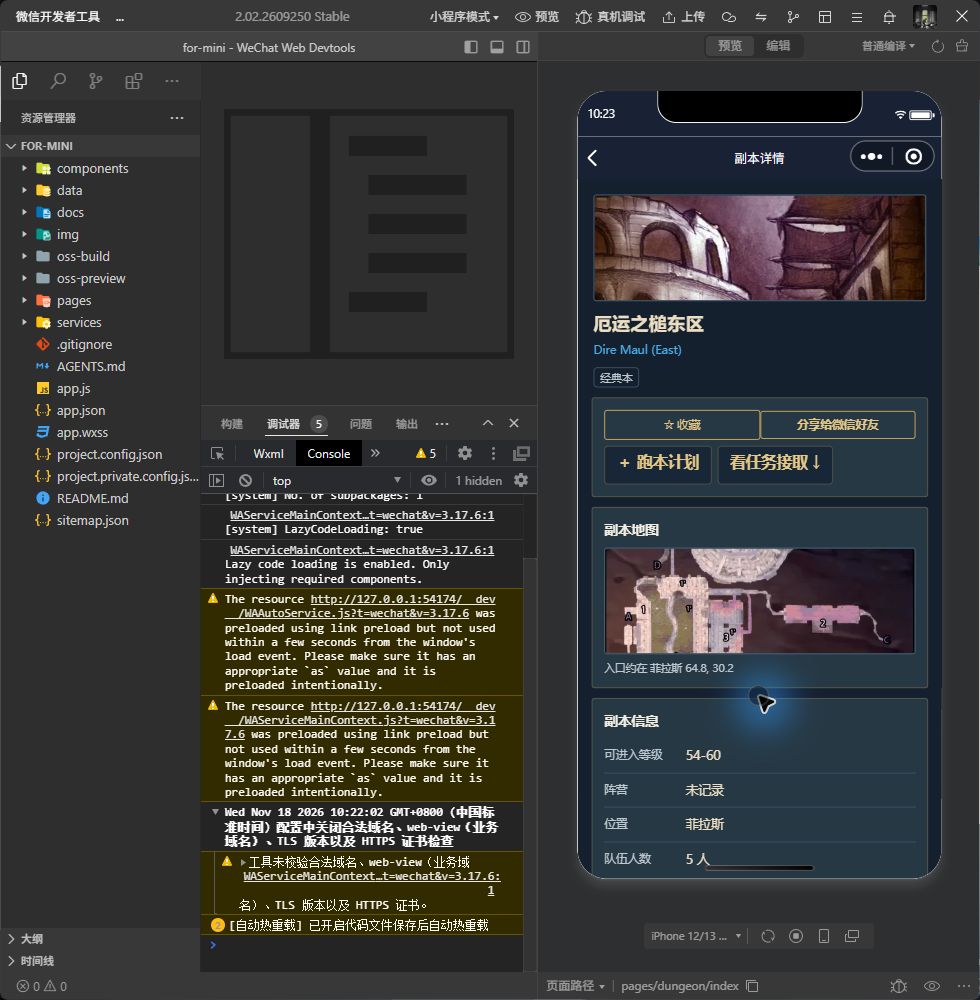 微信开发者工具 ...
2.02.2609250 Stable
小程序模式 预览 真机调试 上传
for-mini - WeChat Web Devtools
预览 编辑
普通编译
资源管理器
FOR-MINI
components
data
docs
img
oss-build
oss-preview
pages
services
.gitignore
AGENTS.md
app.js
app.json
app.wxss
project.config.json
project.private.config.js...
README.md
sitemap.json
大纲
时间线
0 0
构建 调试器 5 问题 输出
Wxml Console 5
top 1 hidden
[system] No. of subpackages: 1
WAServiceMainContext…t=wechat&v=3.17.6:1
[system] LazyCodeLoading: true
WAServiceMainContext…t=wechat&v=3.17.6:1
Lazy code loading is enabled. Only
injecting required components.
The resource http://127.0.0.1:54174/__dev
__/WAAutoService.js?t=wechat&v=3.17.6 was
preloaded using link preload but not used
within a few seconds from the window's
load event. Please make sure it has an
appropriate `as` value and it is
preloaded intentionally.
The resource http://127.0.0.1:54174/__dev
__/WAServiceMainContext.js?t=wechat&v=3.1
7.6 was preloaded using link preload but
not used within a few seconds from the
window's load event. Please make sure it
has an appropriate `as` value and it is
preloaded intentionally.
Wed Nov 18 2026 10:22:02 GMT+0800 (中国标
准时间) 配置中关闭合法域名、web-view（业务
域名）、TLS 版本以及 HTTPS 证书检查
工具未校验合法域名、web-view（业务域
WAServiceMainContext…t=wechat&v=3.17.6:
1
名）、TLS 版本以及 HTTPS 证书。
2 [自动热重载] 已开启代码文件保存后自动热重载
10:23
副本详情
厄运之槌东区
Dire Maul (East)
经典本
☆ 收藏 分享给微信好友
+ 跑本计划 看任务接取↓
副本地图
D
1F
1 1F
A
3 1F
2
C
入口约在 菲拉斯 64.8, 30.2
副本信息
可进入等级 54-60
阵营 未记录
位置 菲拉斯
队伍人数 5 人
iPhone 12/13 ...
页面路径 pages/dungeon/index